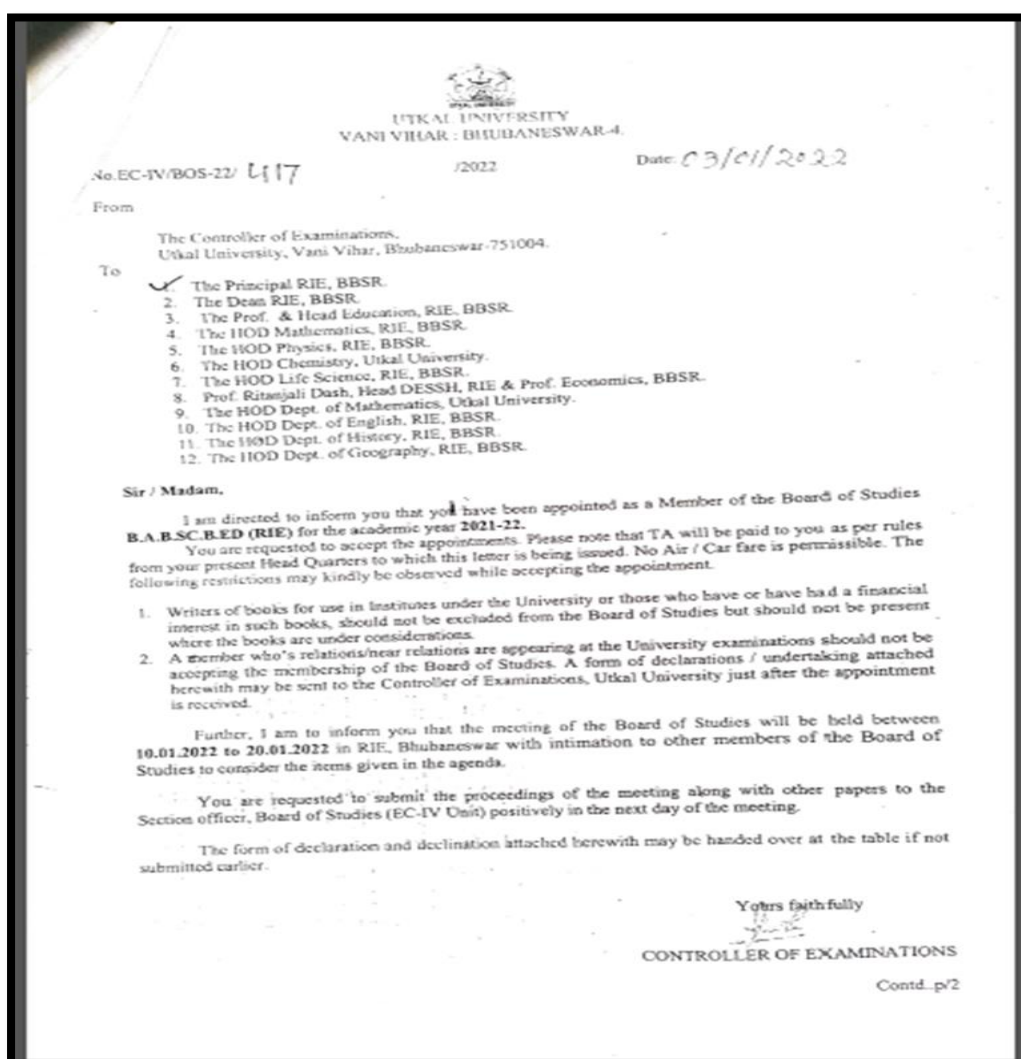 UTKAL UNIVERSITY
VANI VIHAR : BHUBANESWAR-4.
No.EC-IV/BOS-22/ 417 /2022 Date: 03/01/2022
From
The Controller of Examinations,
Utkal University, Vani Vihar, Bhubaneswar-751004.
To
1. The Principal RIE, BBSR.
2. The Dean RIE, BBSR.
3. The Prof. & Head Education, RIE, BBSR.
4. The HOD Mathematics, RIE, BBSR.
5. The HOD Physics, RIE, BBSR.
6. The HOD Chemistry, Utkal University.
7. The HOD Life Science, RIE, BBSR.
8. Prof. Ritanjali Dash, Head DESSH, RIE & Prof. Economics, BBSR.
9. The HOD Dept. of Mathematics, Utkal University.
10. The HOD Dept. of English, RIE, BBSR.
11. The HOD Dept. of History, RIE, BBSR.
12. The HOD Dept. of Geography, RIE, BBSR.
Sir / Madam,
I am directed to inform you that you have been appointed as a Member of the Board of Studies
B.A.B.SC.B.ED (RIE) for the academic year 2021-22.
You are requested to accept the appointments. Please note that TA will be paid to you as per rules
from your present Head Quarters to which this letter is being issued. No Air / Car fare is permissible. The
following restrictions may kindly be observed while accepting the appointment.
1. Writers of books for use in Institutes under the University or those who have or have had a financial
interest in such books, should not be excluded from the Board of Studies but should not be present
where the books are under considerations.
2. A member who's relations/near relations are appearing at the University examinations should not be
accepting the membership of the Board of Studies. A form of declarations / undertaking attached
herewith may be sent to the Controller of Examinations, Utkal University just after the appointment
is received.
Further, I am to inform you that the meeting of the Board of Studies will be held between
10.01.2022 to 20.01.2022 in RIE, Bhubaneswar with intimation to other members of the Board of
Studies to consider the items given in the agenda.
You are requested to submit the proceedings of the meeting along with other papers to the
Section officer, Board of Studies (EC-IV Unit) positively in the next day of the meeting.
The form of declaration and declination attached herewith may be handed over at the table if not
submitted earlier.
Yours faithfully
CONTROLLER OF EXAMINATIONS
Contd..p/2